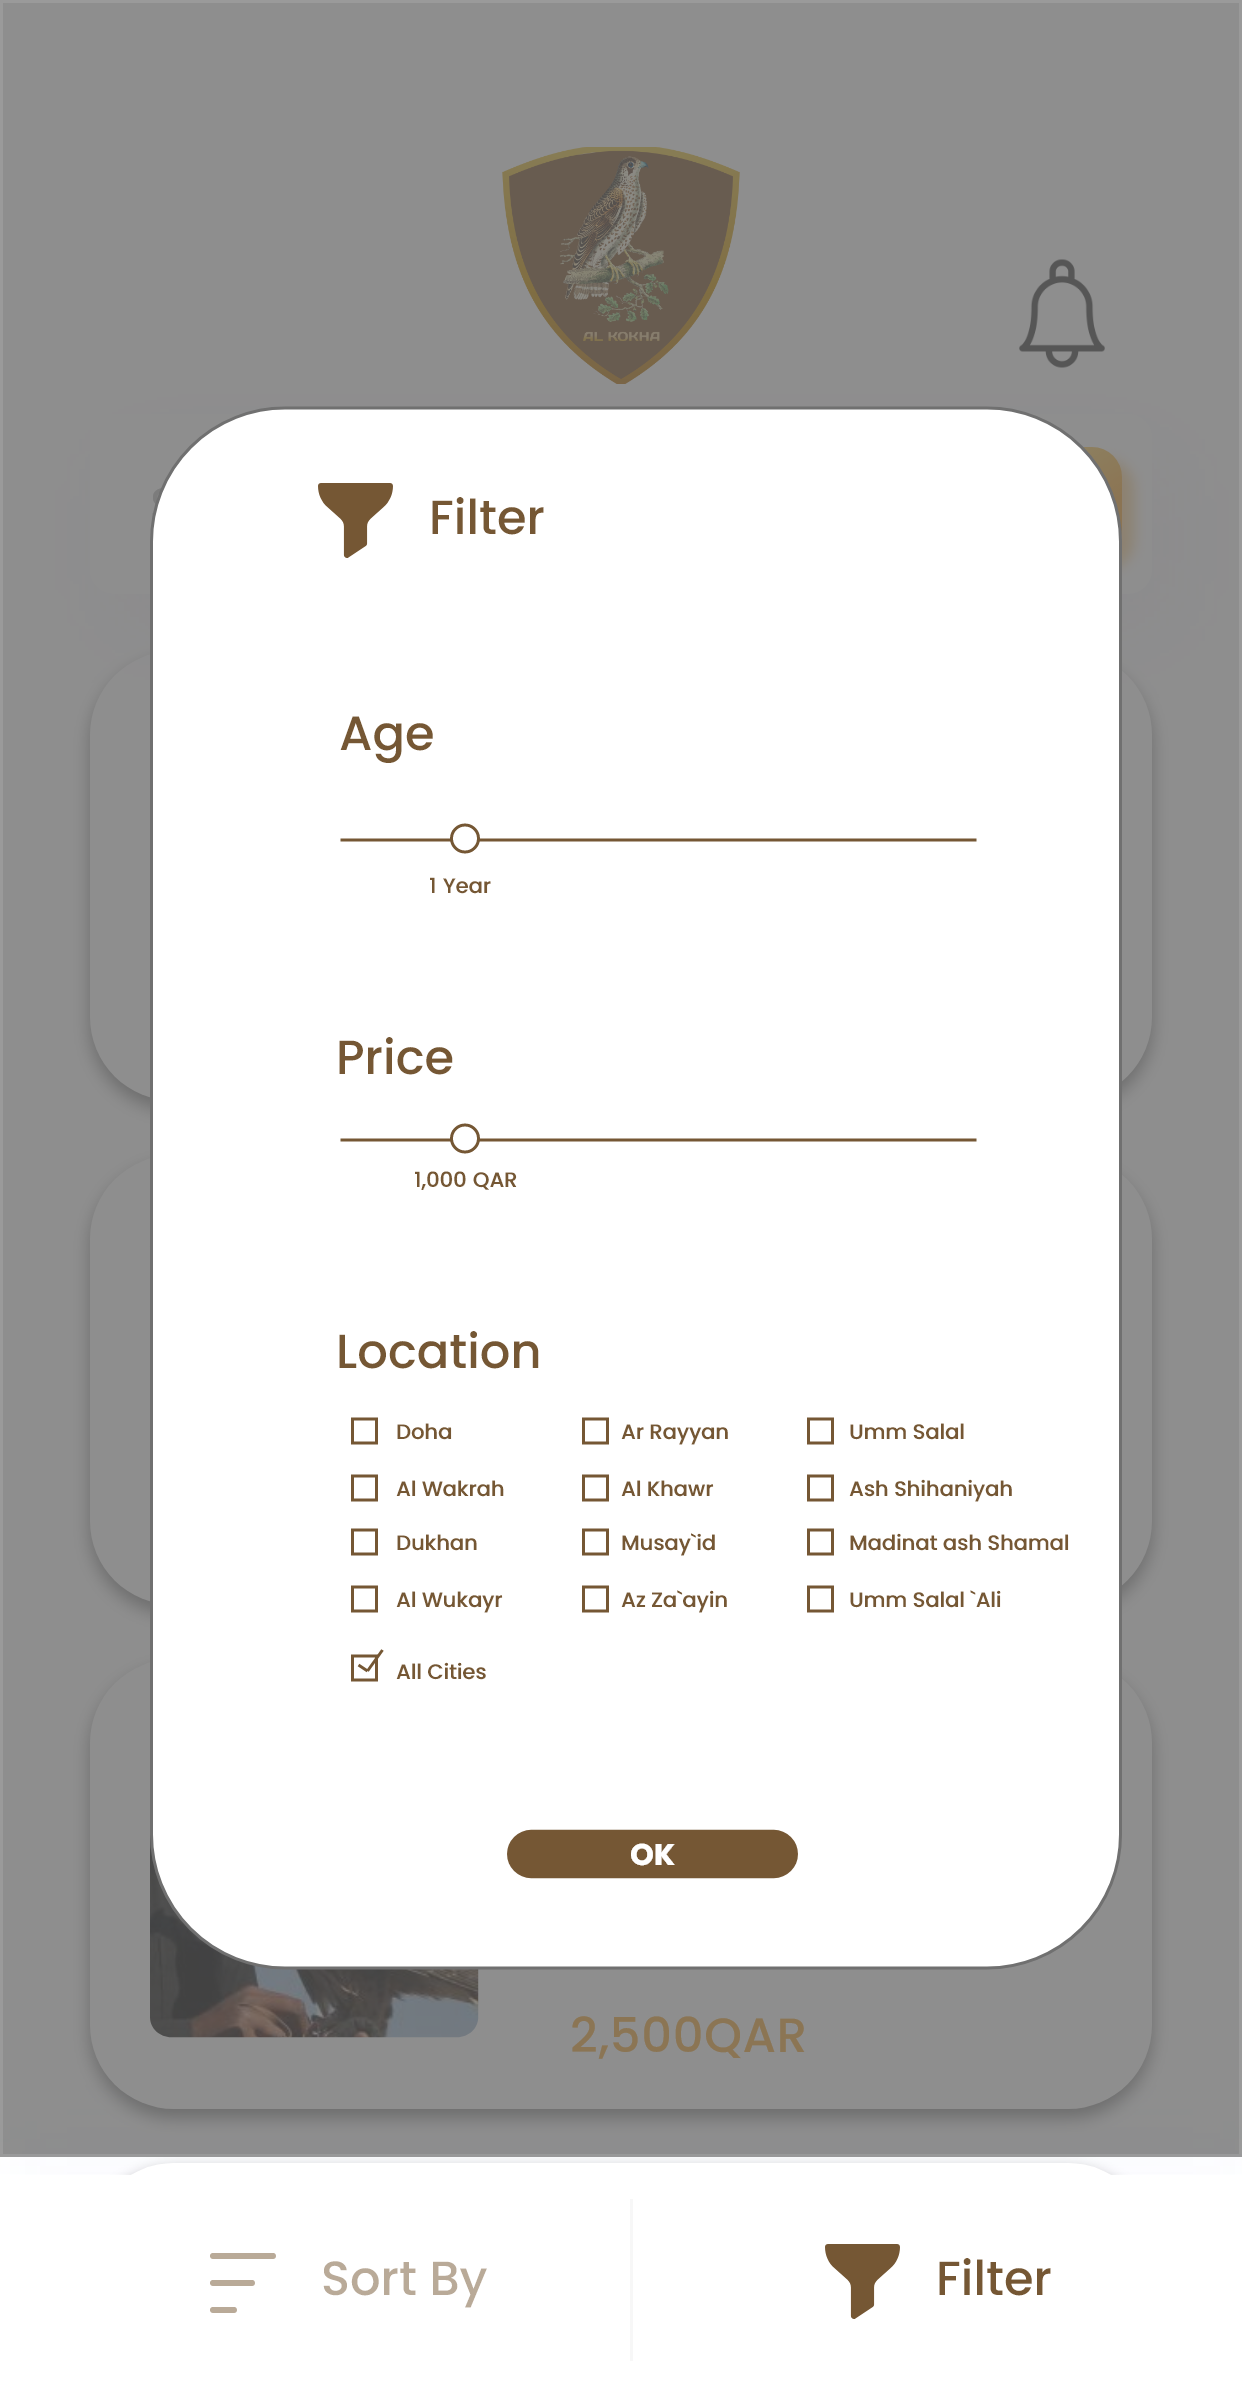 AL KOKHA
Filter
Age
1 Year
Price
1,000 QAR
Location
Doha
Ar Rayyan
Umm Salal
Al Wakrah
Al Khawr
Ash Shihaniyah
Dukhan
Musay`id
Madinat ash Shamal
Al Wukayr
Az Za`ayin
Umm Salal `Ali
All Cities
OK
2,500QAR
Sort By
Filter